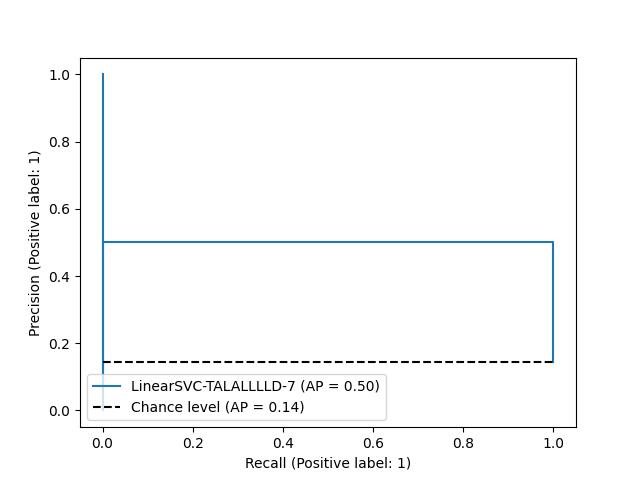 1.0
0.8
0.6
0.4
0.2
0.0
Precision (Positive label: 1)
LinearSVC-TALALLLLD-7 (AP = 0.50)
Chance level (AP = 0.14)
0.0 0.2 0.4 0.6 0.8 1.0
Recall (Positive label: 1)